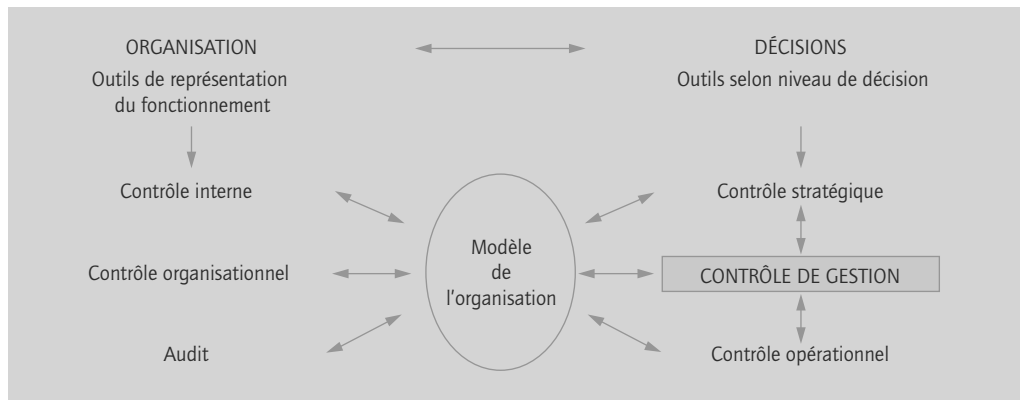 ORGANISATION
Outils de représentation
du fonctionnement
DÉCISIONS
Outils selon niveau de décision
Contrôle interne
Contrôle organisationnel
Audit
Modèle
de
l'organisation
Contrôle stratégique
CONTRÔLE DE GESTION
Contrôle opérationnel